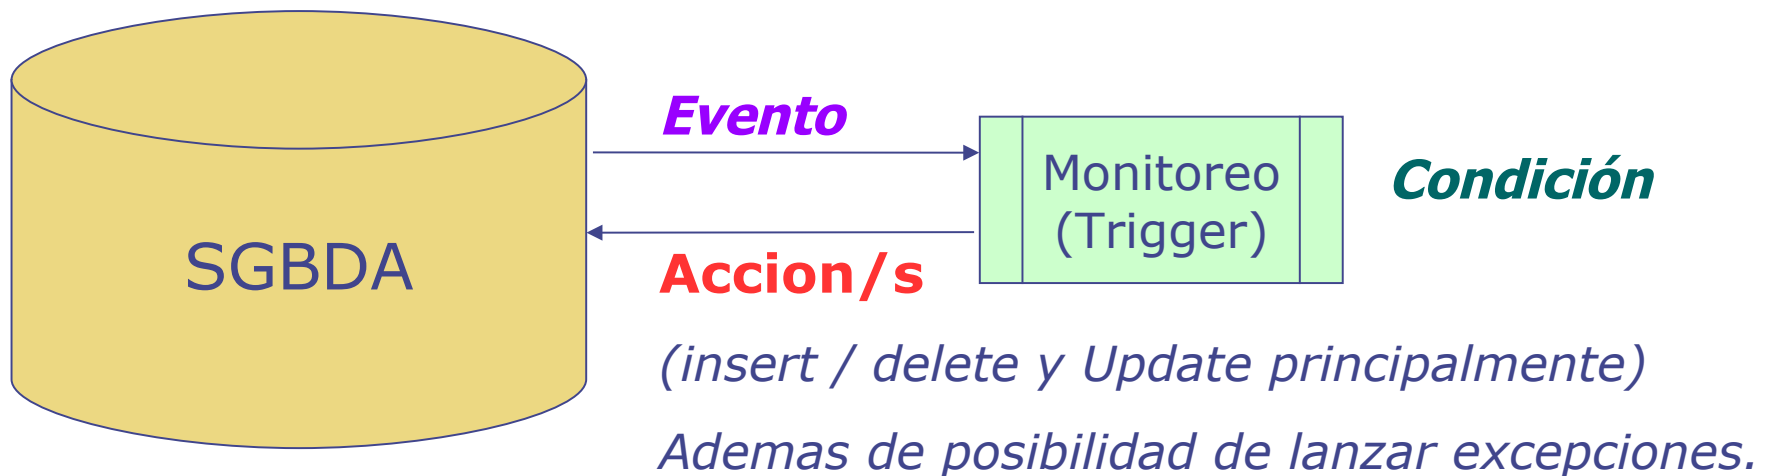 Evento
Monitoreo
(Trigger)
Condición
SGBDA
Accion/s
(insert / delete y Update principalmente)
Ademas de posibilidad de lanzar excepciones.